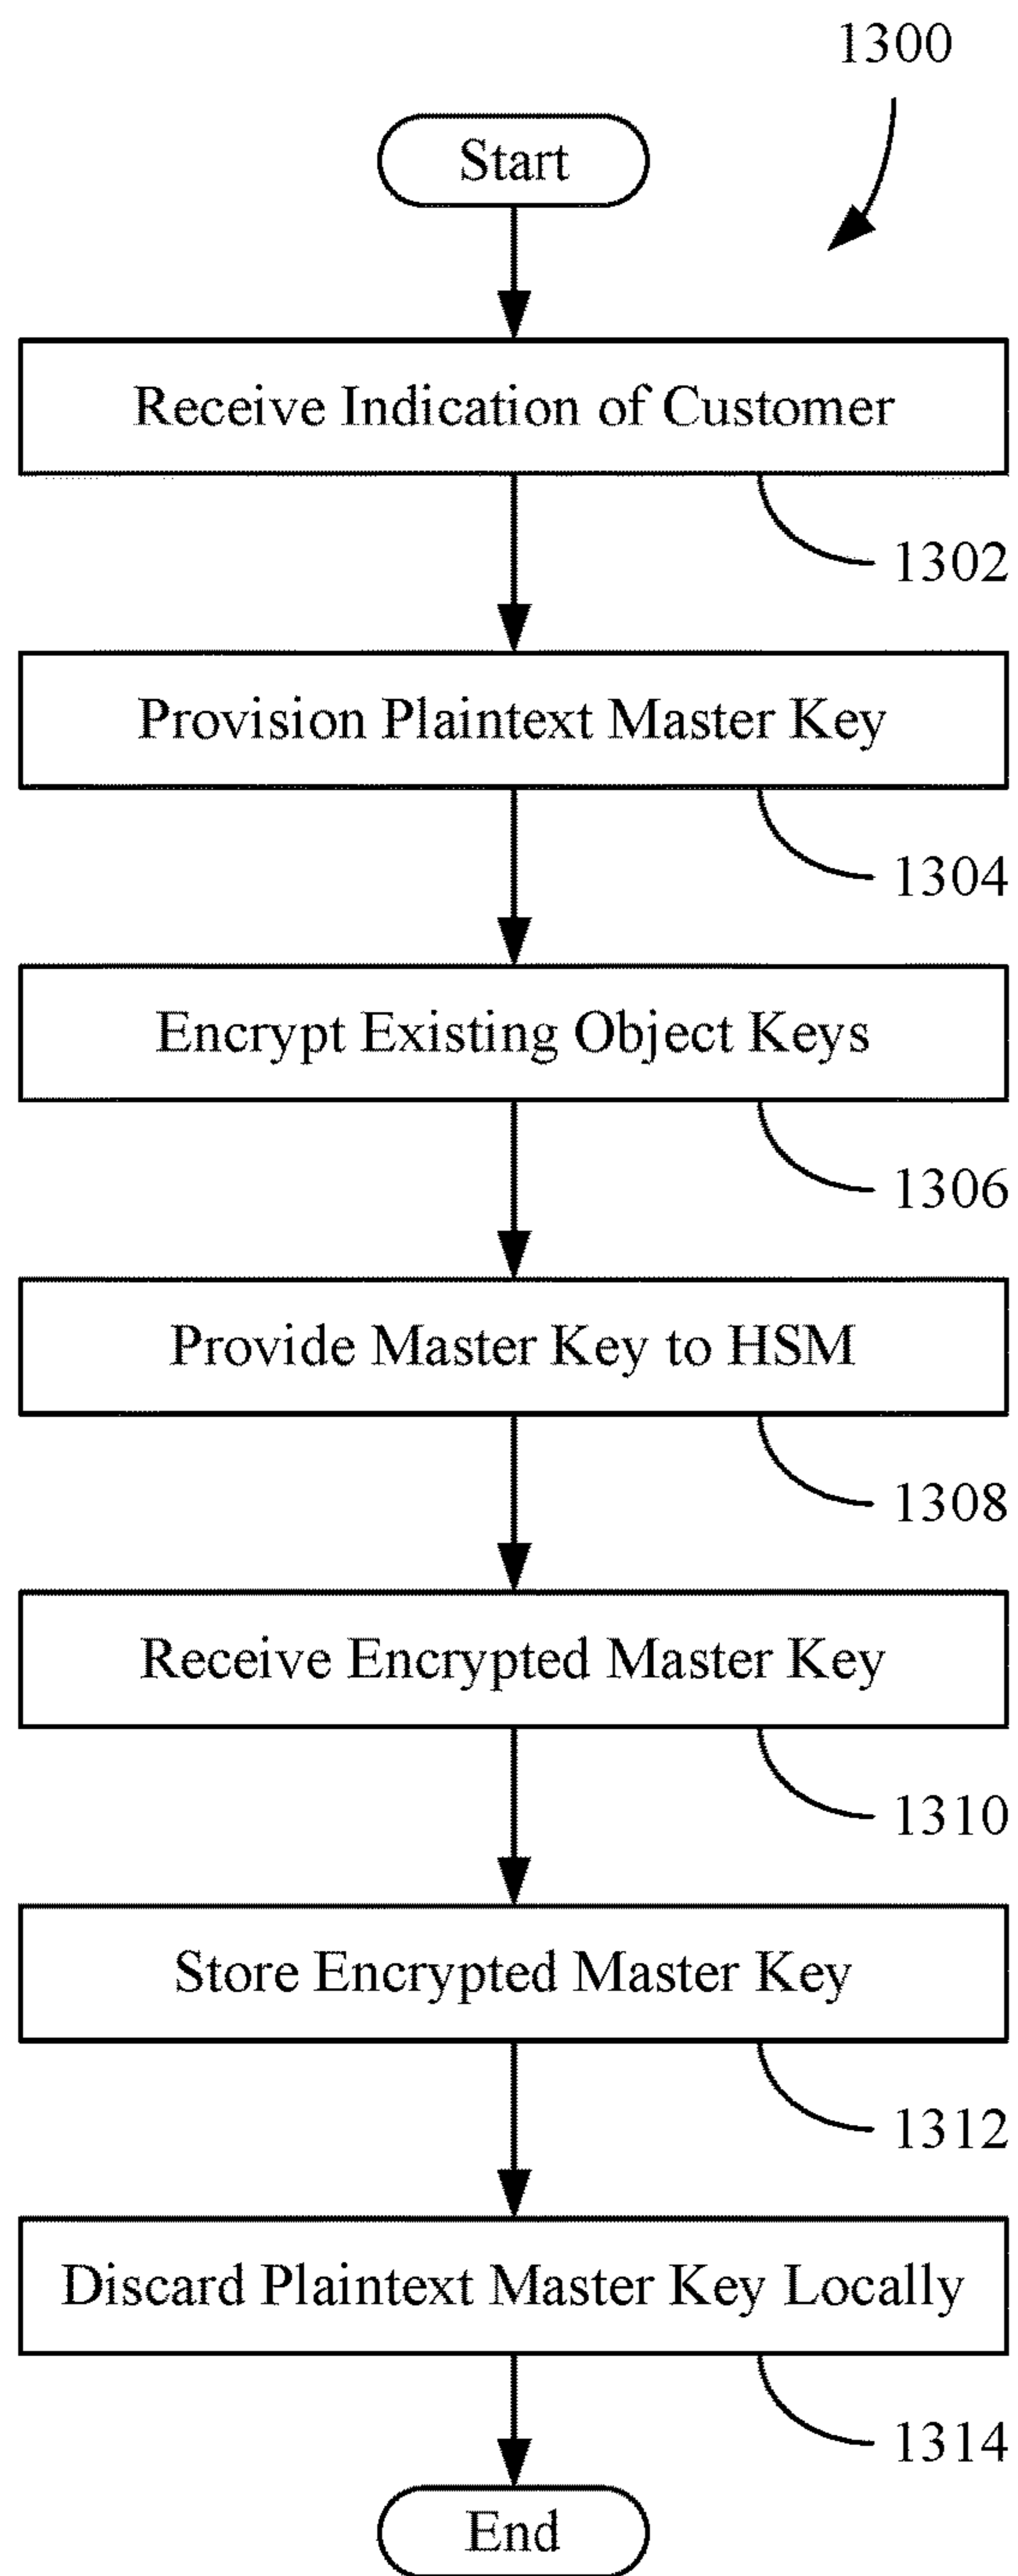 1300
Start
Receive Indication of Customer
1302
Provision Plaintext Master Key
1304
Encrypt Existing Object Keys
1306
Provide Master Key to HSM
1308
Receive Encrypted Master Key
1310
Store Encrypted Master Key
1312
Discard Plaintext Master Key Locally
1314
End